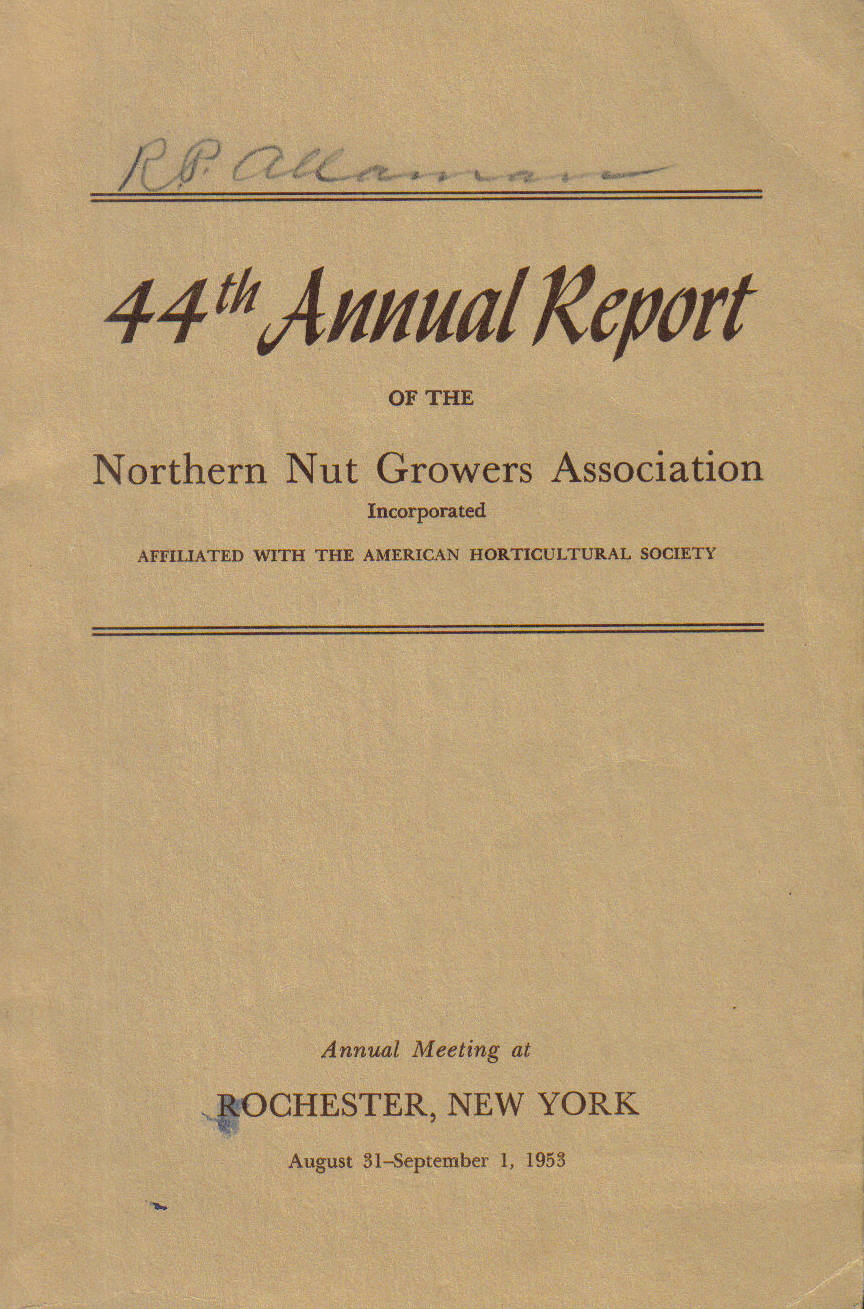 R.P. Allaman
44th Annual Report
OF THE
Northern Nut Growers Association
Incorporated
AFFILIATED WITH THE AMERICAN HORTICULTURAL SOCIETY
Annual Meeting at
ROCHESTER, NEW YORK
August 31–September 1, 1953